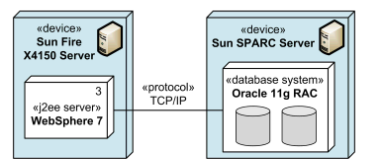 «device»
Sun Fire
X4150 Server
3
«j2ee server»
WebSphere 7
«protocol»
TCP/IP
«device»
Sun SPARC Server
«database system»
Oracle 11g RAC